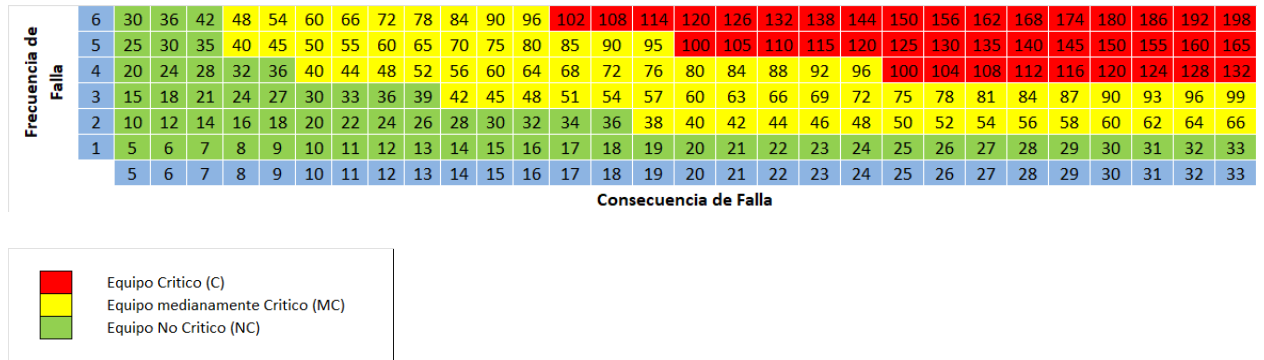 Frecuencia de
Falla
6 30 36 42 48 54 60 66 72 78 84 90 96 102 108 114 120 126 132 138 144 150 156 162 168 174 180 186 192 198
5 25 30 35 40 45 50 55 60 65 70 75 80 85 90 95 100 105 110 115 120 125 130 135 140 145 150 155 160 165
4 20 24 28 32 36 40 44 48 52 56 60 64 68 72 76 80 84 88 92 96 100 104 108 112 116 120 124 128 132
3 15 18 21 24 27 30 33 36 39 42 45 48 51 54 57 60 63 66 69 72 75 78 81 84 87 90 93 96 99
2 10 12 14 16 18 20 22 24 26 28 30 32 34 36 38 40 42 44 46 48 50 52 54 56 58 60 62 64 66
1 5 6 7 8 9 10 11 12 13 14 15 16 17 18 19 20 21 22 23 24 25 26 27 28 29 30 31 32 33
5 6 7 8 9 10 11 12 13 14 15 16 17 18 19 20 21 22 23 24 25 26 27 28 29 30 31 32 33
Consecuencia de Falla
Equipo Critico (C)
Equipo medianamente Critico (MC)
Equipo No Critico (NC)